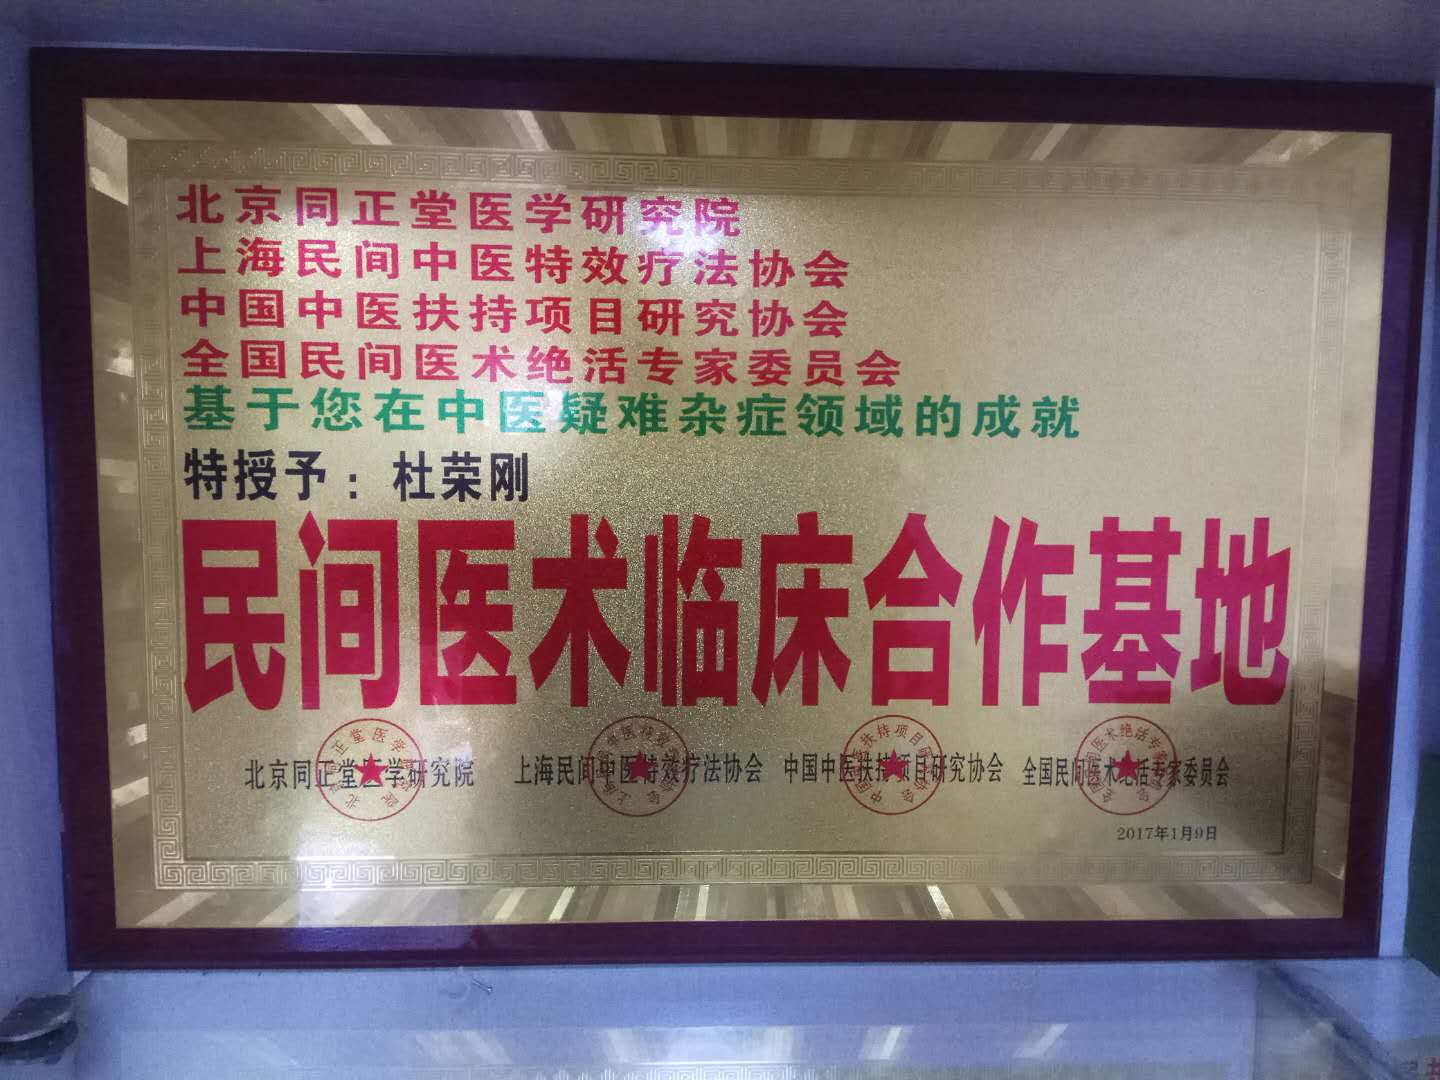 北京同正堂医学研究院
上海民间中医特效疗法协会
中国中医扶持项目研究协会
全国民间医术绝活专家委员会
基于您在中医疑难杂症领域的成就
特授予：杜荣刚
民间医术临床合作基地
北京同正堂医学研究院 上海民间中医特效疗法协会 中国中医扶持项目研究协会 全国民间医术绝活专家委员会
2017年1月9日